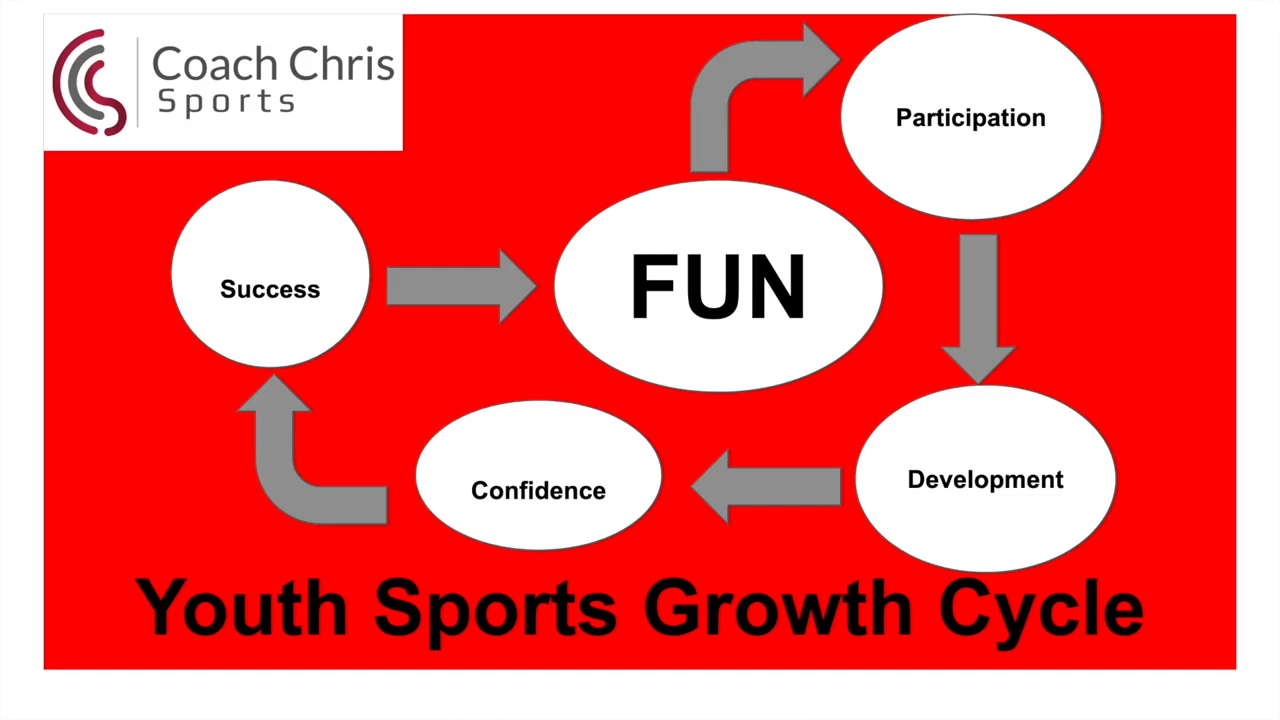 Coach Chris
Sports
FUN
Participation
Development
Confidence
Success
Youth Sports Growth Cycle